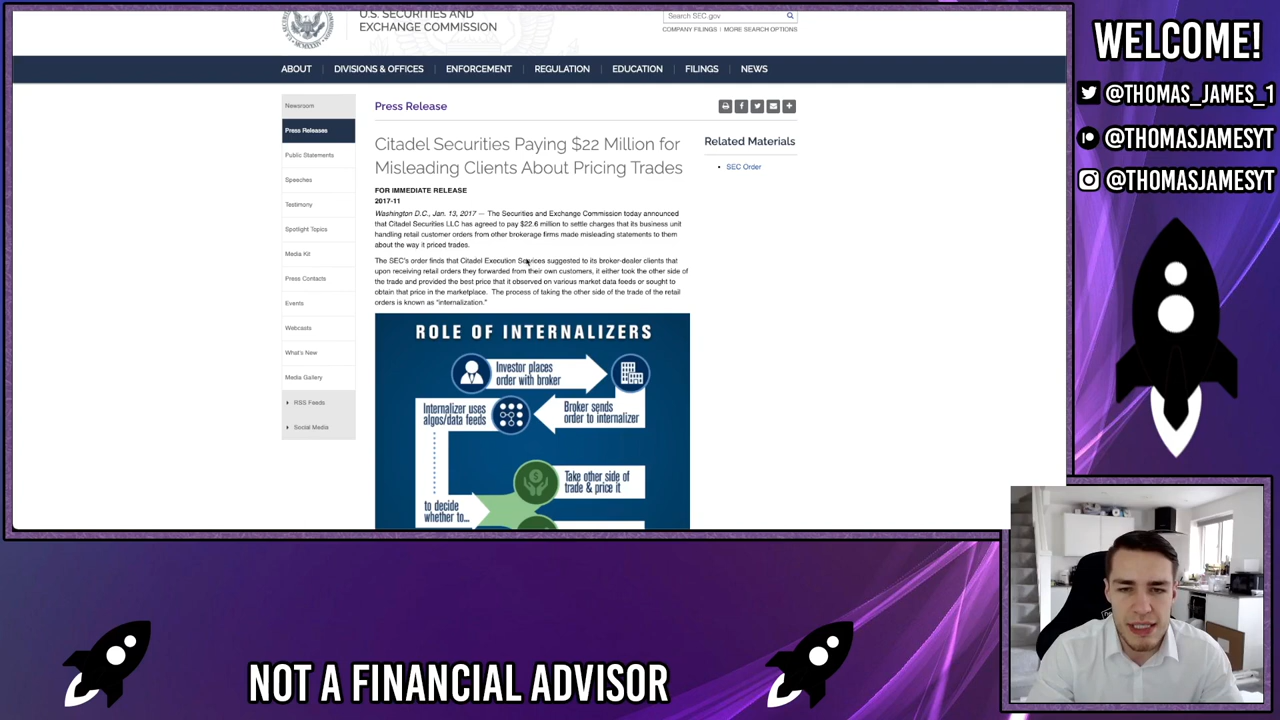 U.S. SECURITIES AND
EXCHANGE COMMISSION
Search SEC.gov
COMPANY FILINGS | MORE SEARCH OPTIONS
ABOUT | DIVISIONS & OFFICES | ENFORCEMENT | REGULATION | EDUCATION | FILINGS | NEWS
Newsroom
Press Releases
Public Statements
Speeches
Testimony
Spotlight Topics
Media Kit
Press Contacts
Events
Webcasts
What's New
Media Gallery
RSS Feeds
Social Media
Press Release
Citadel Securities Paying $22 Million for
Misleading Clients About Pricing Trades
FOR IMMEDIATE RELEASE
2017-11
Washington D.C., Jan. 13, 2017 — The Securities and Exchange Commission today announced
that Citadel Securities LLC has agreed to pay $22.6 million to settle charges that its business unit
handling retail customer orders from other brokerage firms made misleading statements to them
about the way it priced trades.
The SEC's order finds that Citadel Execution Services suggested to its broker-dealer clients that
upon receiving retail orders they forwarded from their own customers, it either took the other side of
the trade and provided the best price that it observed on various market data feeds or sought to
obtain that price in the marketplace. The process of taking the other side of the trade of the retail
orders is known as "internalization."
ROLE OF INTERNALIZERS
Investor places
order with broker
Internalizer uses
algos/data feeds
Broker sends
order to internalizer
Take other side of
trade & price it
to decide
whether to...
Related Materials
SEC Order
WELCOME!
@THOMAS_JAMES_1
@THOMASJAMESYT
@THOMASJAMESYT
NOT A FINANCIAL ADVISOR